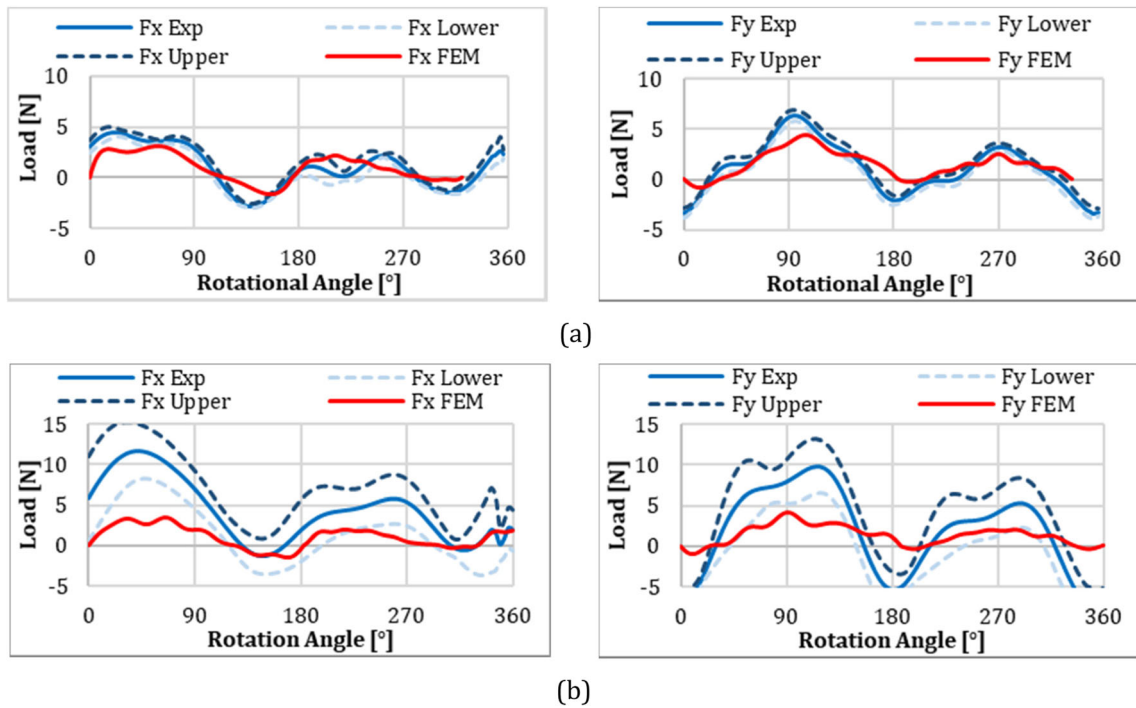 Fx Exp Fx Lower
Fx Upper Fx FEM
10
5
0
-5
Load [N]
0 90 180 270 360
Rotational Angle [°]
Fy Exp Fy Lower
Fy Upper Fy FEM
10
5
0
-5
Load [N]
0 90 180 270 360
Rotational Angle [°]
(a)
Fx Exp Fx Lower
Fx Upper Fx FEM
15
10
5
0
-5
Load [N]
0 90 180 270 360
Rotation Angle [°]
Fy Exp Fy Lower
Fy Upper Fy FEM
15
10
5
0
-5
Load [N]
0 90 180 270 360
Rotation Angle [°]
(b)